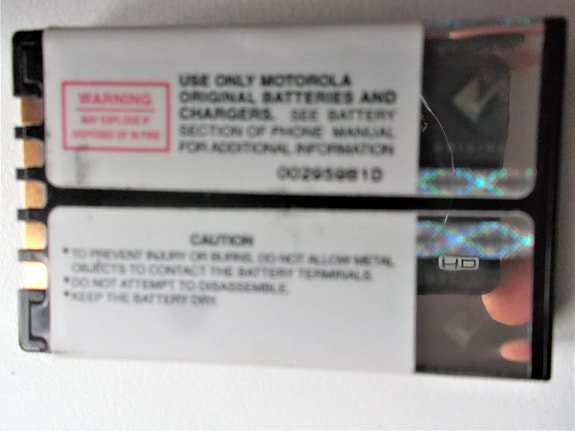 WARNING
MAY EXPLODE IF
DISPOSED OF IN FIRE
USE ONLY MOTOROLA
ORIGINAL BATTERIES AND
CHARGERS. SEE BATTERY
SECTION OF PHONE MANUAL
FOR ADDITIONAL INFORMATION
00295981D
CAUTION
•TO PREVENT INJURY OR BURNS, DO NOT ALLOW METAL
OBJECTS TO CONTACT THE BATTERY TERMINALS.
•DO NOT ATTEMPT TO DISASSEMBLE.
•KEEP THE BATTERY DRY.
HD